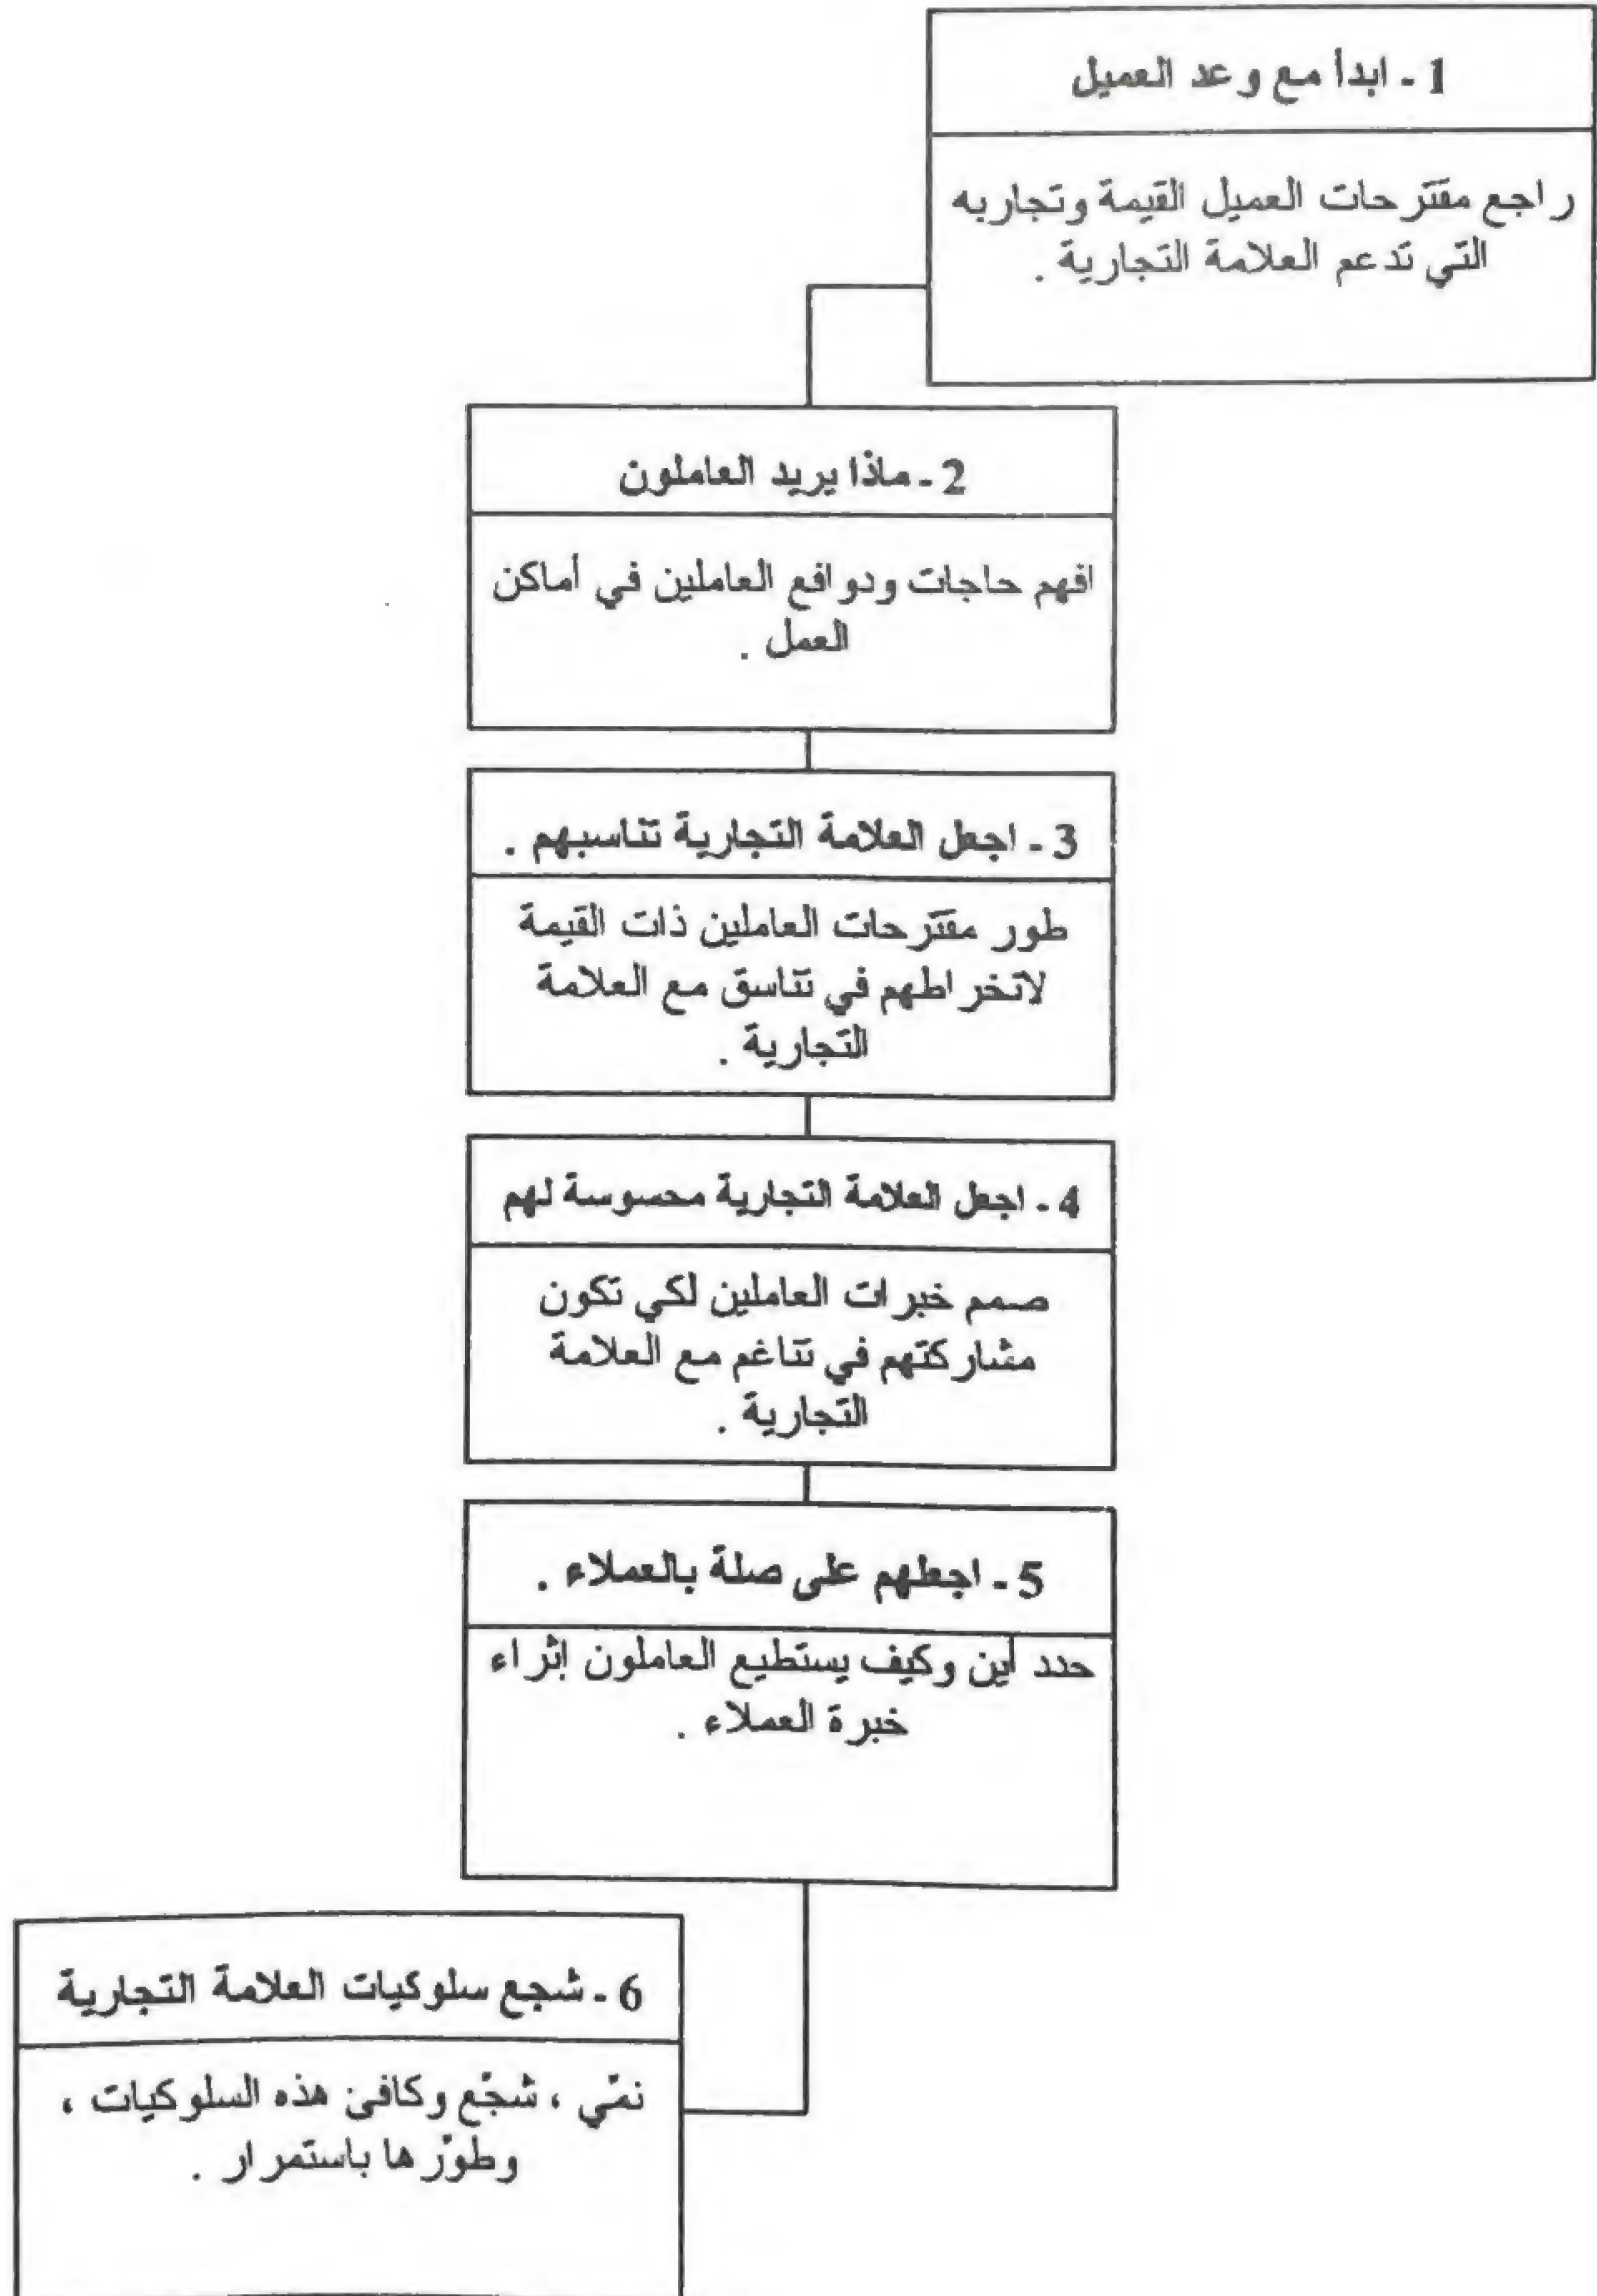 1 - ابدأ مع وعد العميل
راجع مقترحات العميل القيمة وتجاربه
التي تدعم العلامة التجارية .
2 - ماذا يريد العاملون
افهم حاجات ودوافع العاملين في أماكن
العمل .
3 - اجعل العلامة التجارية تناسبهم .
طور مقترحات العاملين ذات القيمة
لانخراطهم في تناسق مع العلامة
التجارية .
4 - اجعل العلامة التجارية محسوسة لهم
صمم خبرات العاملين لكي تكون
مشاركتهم في تناغم مع العلامة
التجارية .
5 - اجعلهم على صلة بالعملاء .
حدد أين وكيف يستطيع العاملون إثراء
خبرة العملاء .
6 - شجع سلوكيات العلامة التجارية
نمّي ، شجّع وكافئ هذه السلوكيات ،
وطوّرها باستمرار .